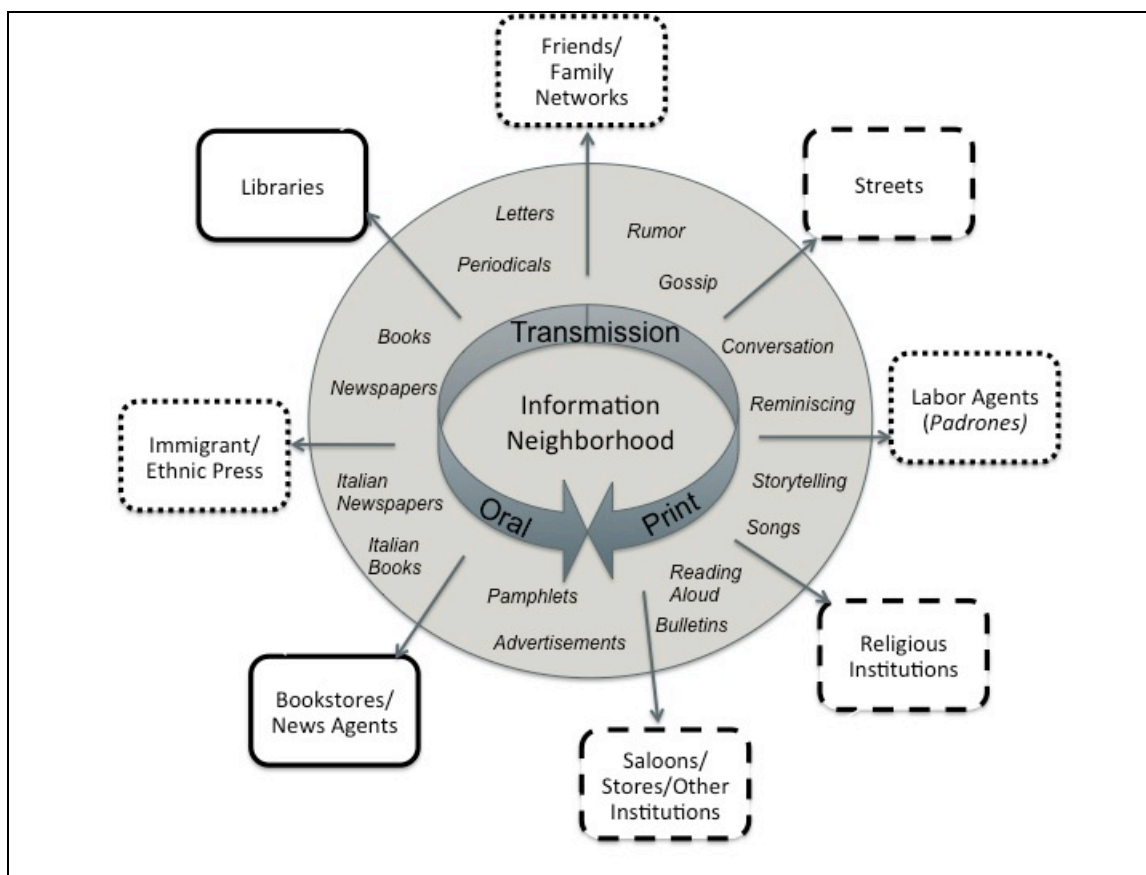 Friends/
Family
Networks
Libraries
Streets
Letters
Rumor
Periodicals
Gossip
Transmission
Books
Conversation
Newspapers
Information
Neighborhood
Reminiscing
Labor Agents
(Padrones)
Immigrant/
Ethnic Press
Italian
Newspapers
Storytelling
Oral
Print
Songs
Italian
Books
Reading
Aloud
Pamphlets
Bulletins
Advertisements
Religious
Institutions
Bookstores/
News Agents
Saloons/
Stores/Other
Institutions